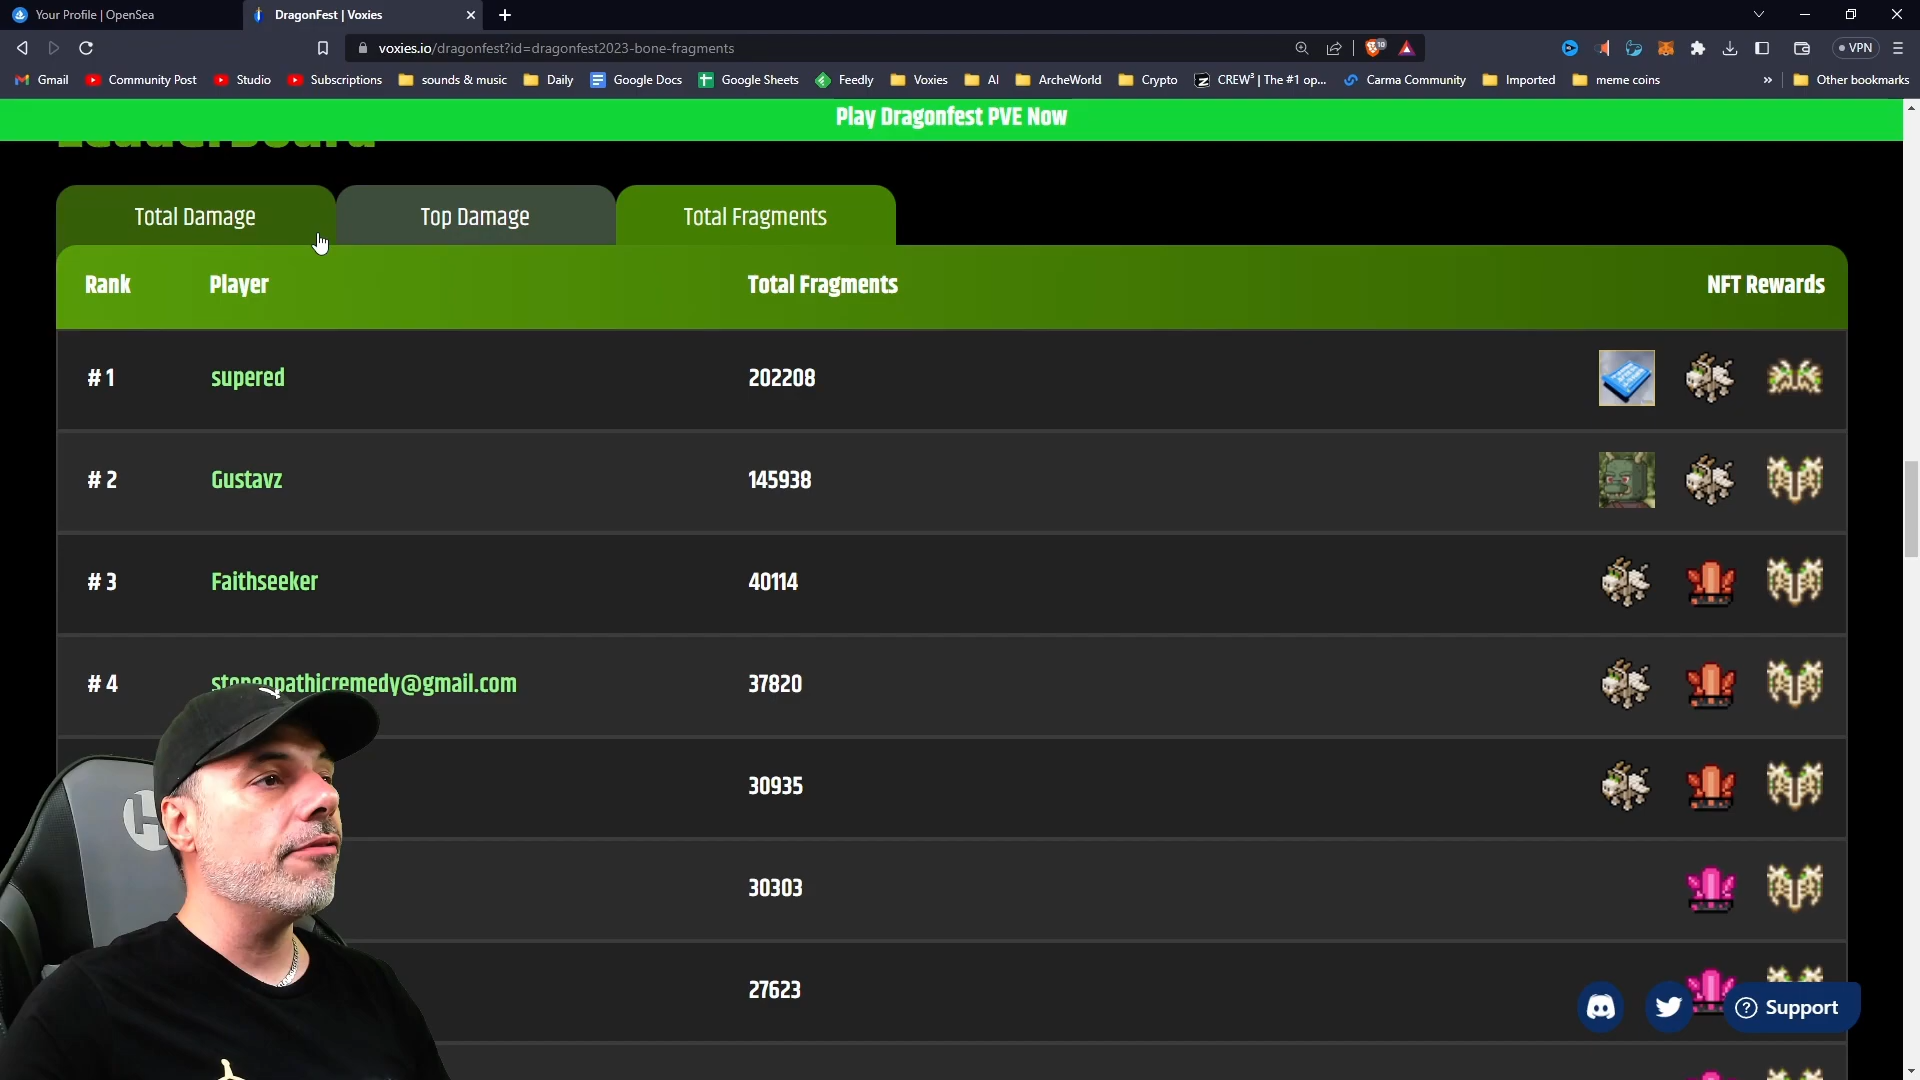 Your Profile | OpenSea
DragonFest | Voxies
voxies.io/dragonfest?id=dragonfest2023-bone-fragments
10
VPN
Gmail
Community Post
Studio
Subscriptions
sounds & music
Daily
Google Docs
Google Sheets
Feedly
Voxies
AI
ArcheWorld
Crypto
CREW³ | The #1 op...
Carma Community
Imported
meme coins
»
Other bookmarks
Play Dragonfest PVE Now
LeaderBoard
Total Damage
Top Damage
Total Fragments
Rank Player Total Fragments NFT Rewards
# 1 supered 202208
# 2 Gustavz 145938
# 3 Faithseeker 40114
# 4 37820
30935
30303
27623
Support